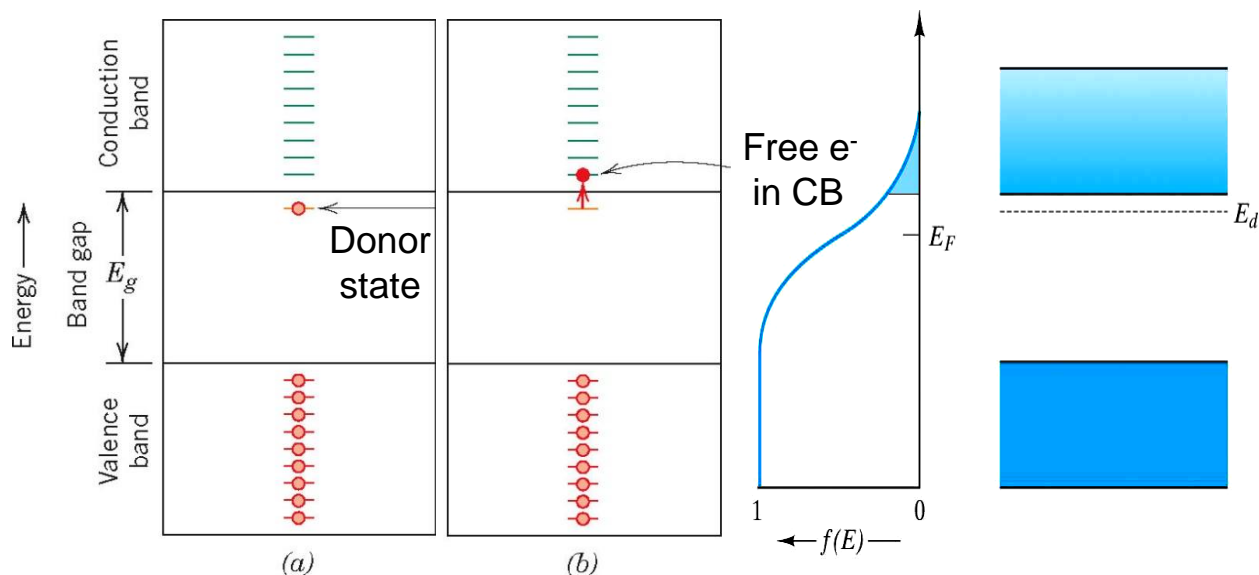 Conduction
band
Energy
Band gap
E_g
Valence
band
Donor
state
(a)
(b)
Free e⁻
in CB
E_F
1
0
f(E)
E_d